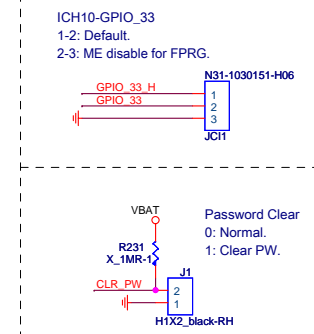 ICH10-GPIO_33
1-2: Default.
2-3: ME disable for FPRG.
N31-1030151-H06
GPIO_33_H
1
GPIO_33
2
3
JCI1
VBAT
Password Clear
0: Normal.
1: Clear PW.
R231
X_1MR-1
J1
CLR_PW
2
1
H1X2_black-RH